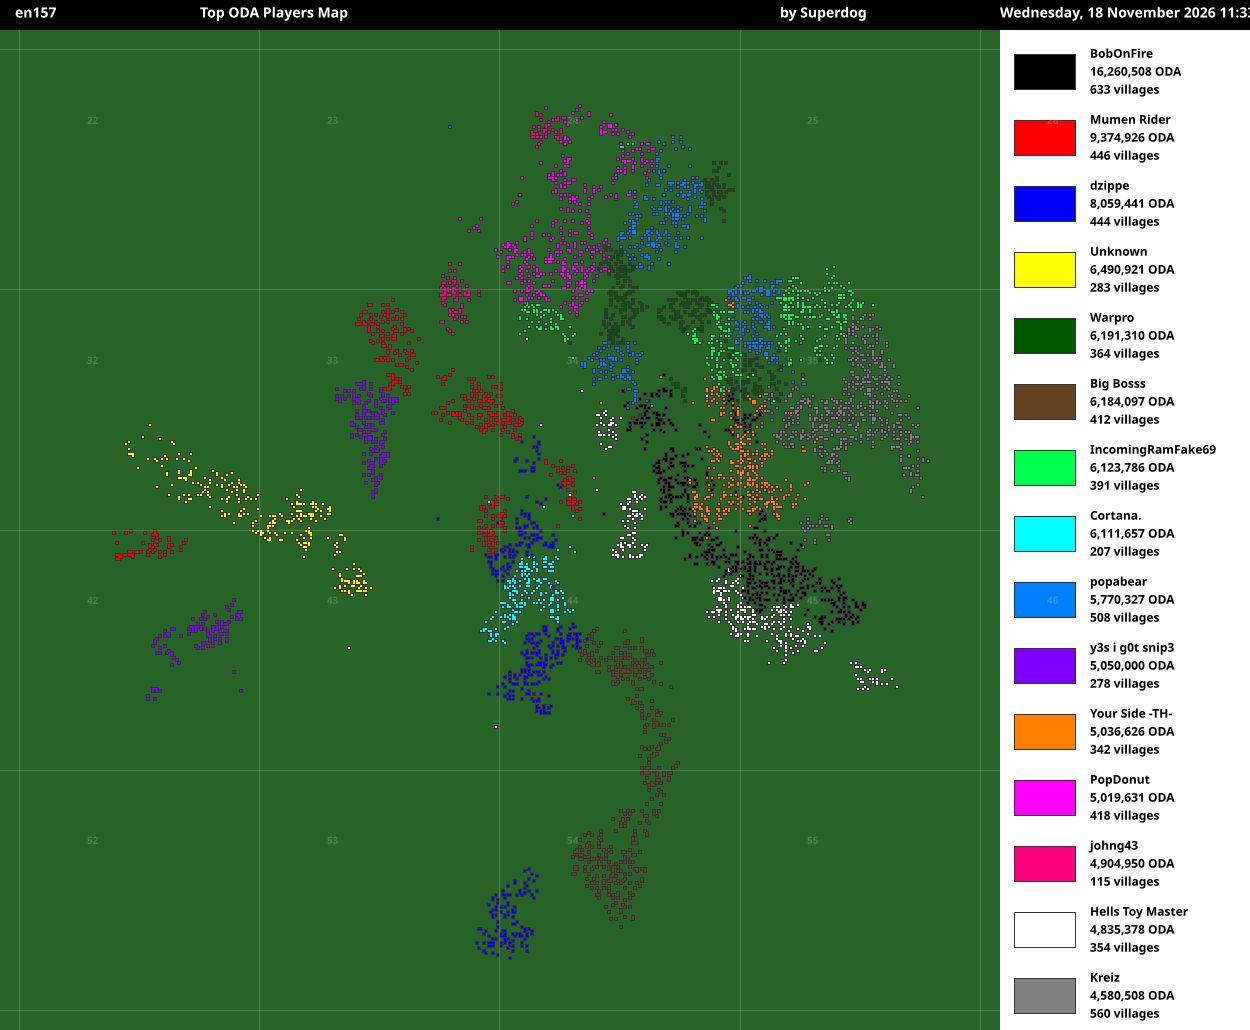 en157 Top ODA Players Map by Superdog Wednesday, 18 November 2026
22 23 24 25
32 33 34 35
42 43 44 45
52 53 54 55
BobOnFire
16,260,508 ODA
633 villages
26
Mumen Rider
9,374,926 ODA
446 villages
dzippe
8,059,441 ODA
444 villages
Unknown
6,490,921 ODA
283 villages
Warpro
6,191,310 ODA
364 villages
Big Bosss
6,184,097 ODA
412 villages
IncomingRamFake69
6,123,786 ODA
391 villages
Cortana.
6,111,657 ODA
207 villages
46
popabear
5,770,327 ODA
508 villages
y3s i g0t snip3
5,050,000 ODA
278 villages
Your Side -TH-
5,036,626 ODA
342 villages
PopDonut
5,019,631 ODA
418 villages
johng43
4,904,950 ODA
115 villages
Hells Toy Master
4,835,378 ODA
354 villages
Kreiz
4,580,508 ODA
560 villages